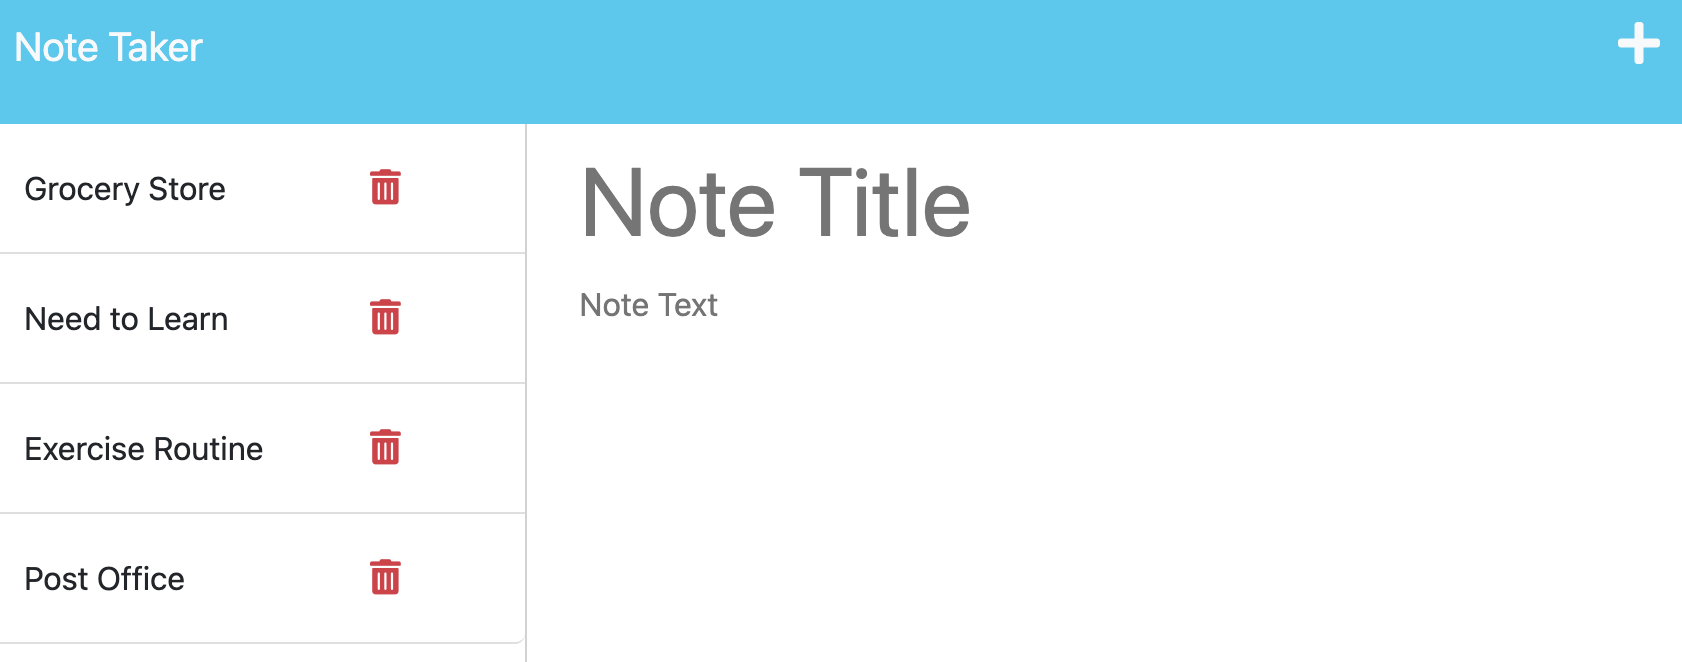 Note Taker
Grocery Store
Need to Learn
Exercise Routine
Post Office
Note Title
Note Text